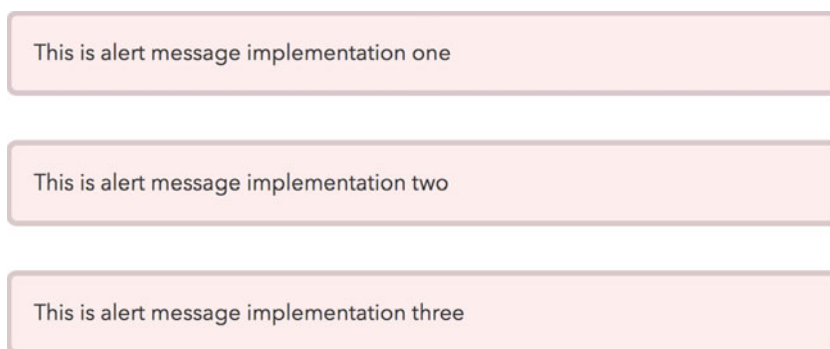 This is alert message implementation one
This is alert message implementation two
This is alert message implementation three